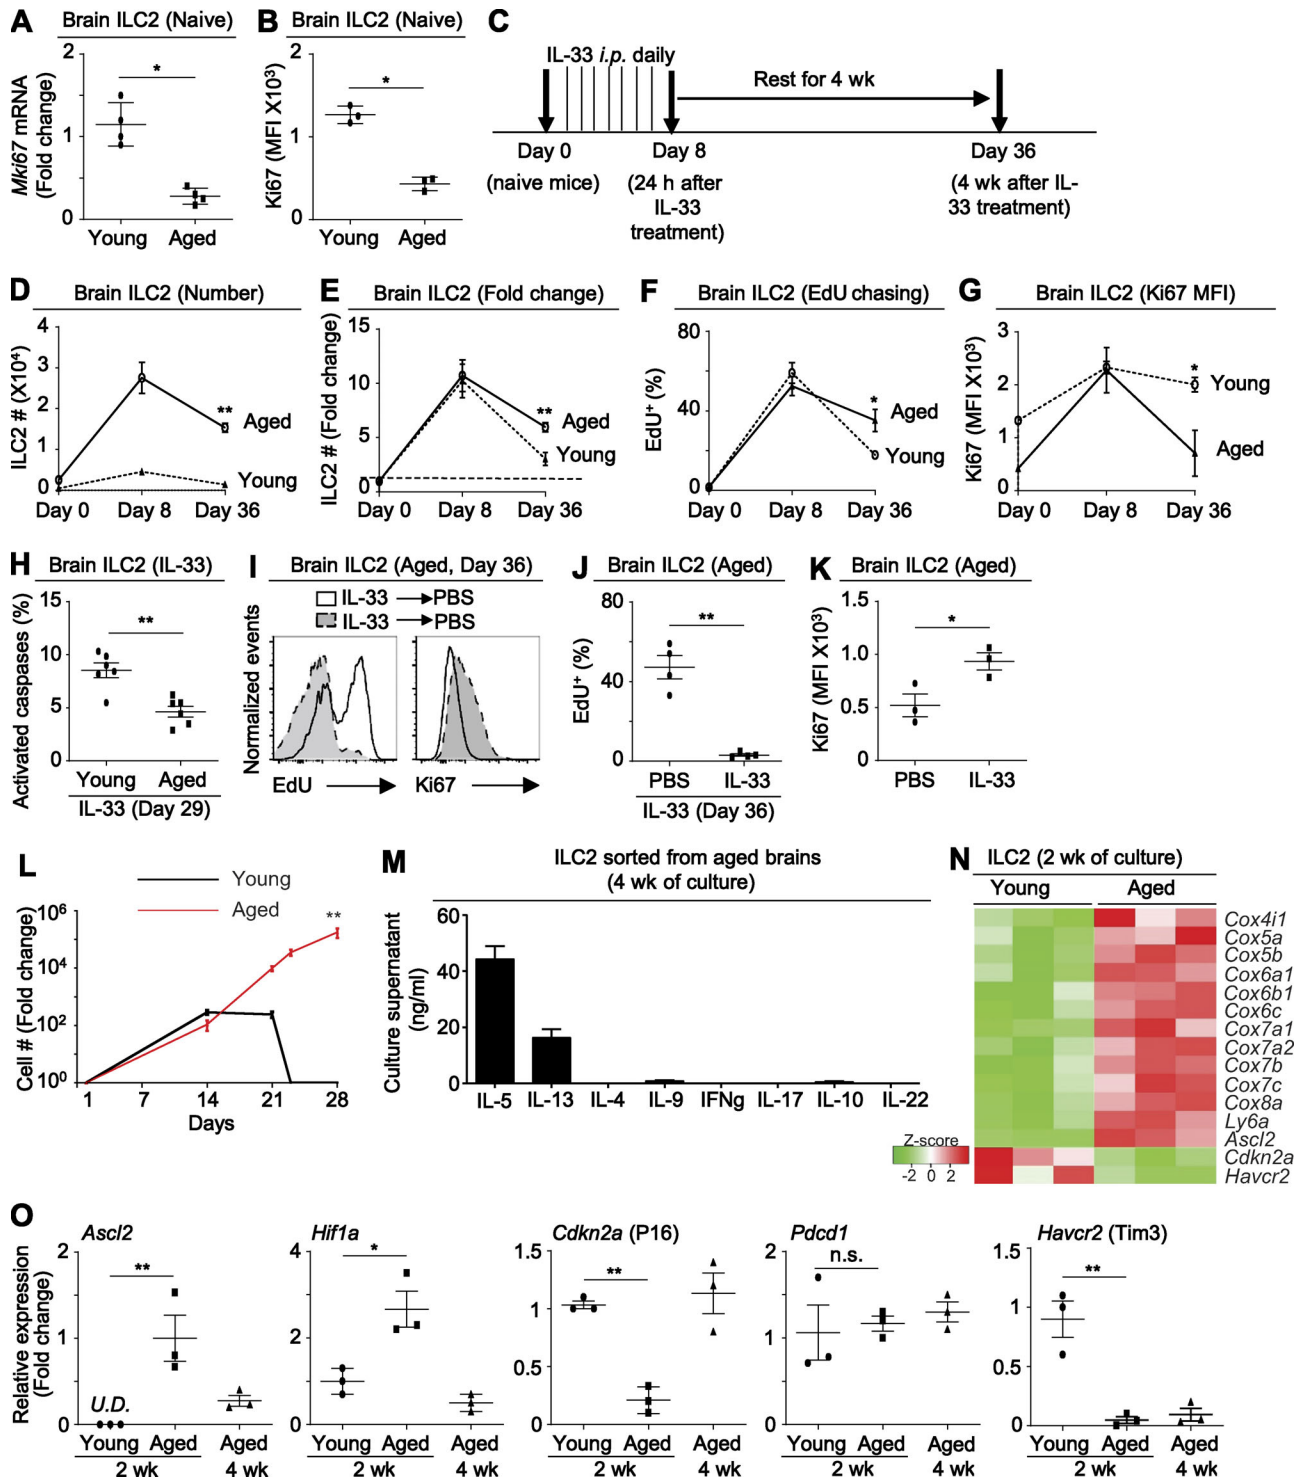 A Brain ILC2 (Naive)
Mki67 mRNA
(Fold change)
2
1
0
*
Young Aged
B Brain ILC2 (Naive)
Ki67 (MFI X10³)
2
1
0
*
Young Aged
C
IL-33 i.p. daily
Rest for 4 wk
Day 0 Day 8 Day 36
(naive mice)
(24 h after
IL-33
treatment)
(4 wk after IL-
33 treatment)
D Brain ILC2 (Number)
ILC2 # (X10⁴)
4
3
2
1
0
**
Aged
Young
Day 0 Day 8 Day 36
E Brain ILC2 (Fold change)
ILC2 # (Fold change)
15
10
5
0
**
Aged
Young
Day 0 Day 8 Day 36
F Brain ILC2 (EdU chasing)
EdU⁺ (%)
80
40
0
*
Aged
Young
Day 0 Day 8 Day 36
G Brain ILC2 (Ki67 MFI)
Ki67 (MFI X10³)
3
2
1
0
*
Young
Aged
Day 0 Day 8 Day 36
H Brain ILC2 (IL-33)
Activated caspases (%)
15
10
5
0
**
Young Aged
IL-33 (Day 29)
I Brain ILC2 (Aged, Day 36)
IL-33 PBS
IL-33 PBS
Normalized events
EdU
Ki67
J Brain ILC2 (Aged)
EdU⁺ (%)
80
40
0
**
PBS IL-33
IL-33 (Day 36)
K Brain ILC2 (Aged)
Ki67 (MFI X10³)
1.5
1.0
0.5
0
*
PBS IL-33
L
Young
Aged
Cell # (Fold change)
10⁶
10⁴
10²
10⁰
**
1 7 14 21 28
Days
M ILC2 sorted from aged brains
(4 wk of culture)
Culture supernatant
(ng/ml)
60
40
20
0
IL-5 IL-13 IL-4 IL-9 IFNg IL-17 IL-10 IL-22
N ILC2 (2 wk of culture)
Young Aged
Cox4i1
Cox5a
Cox5b
Cox6a1
Cox6b1
Cox6c
Cox7a1
Cox7a2
Cox7b
Cox7c
Cox8a
Ly6a
Ascl2
Cdkn2a
Havcr2
Z-score
-2 0 2
O
Relative expression
(Fold change)
Ascl2
2
1
0
**
U.D.
Young Aged Aged
2 wk 4 wk
Hif1a
4
2
0
*
Young Aged Aged
2 wk 4 wk
Cdkn2a (P16)
1.5
1
0.5
0
**
Young Aged Aged
2 wk 4 wk
Pdcd1
2
1
0
n.s.
Young Aged Aged
2 wk 4 wk
Havcr2 (Tim3)
1.5
1
0.5
0
**
Young Aged Aged
2 wk 4 wk